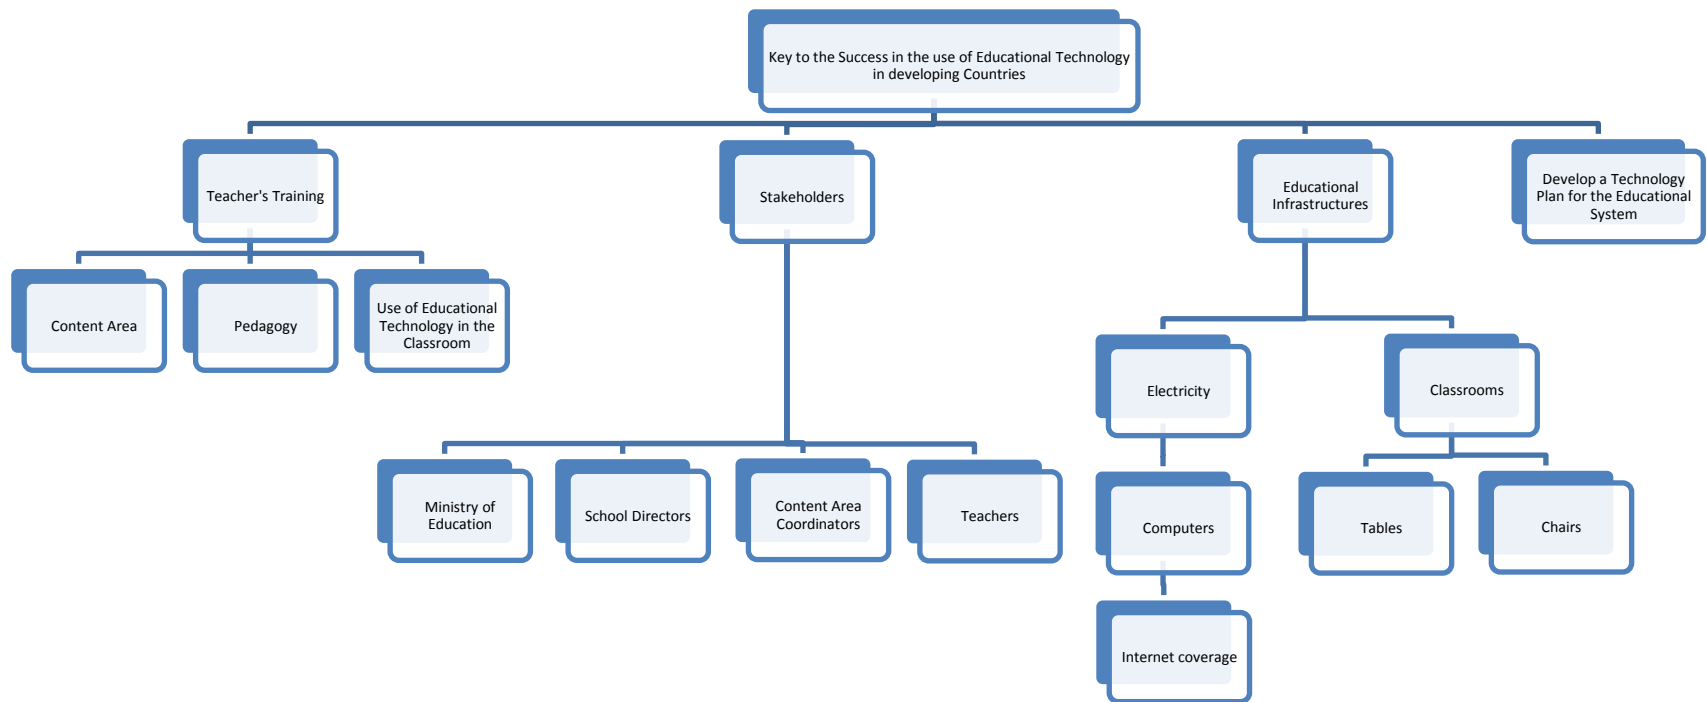 Key to the Success in the use of Educational Technology
in developing Countries
Teacher's Training
Stakeholders
Educational
Infrastructures
Develop a Technology
Plan for the Educational
System
Content Area
Pedagogy
Use of Educational
Technology in the
Classroom
Electricity
Classrooms
Ministry of
Education
School Directors
Content Area
Coordinators
Teachers
Computers
Tables
Chairs
Internet coverage